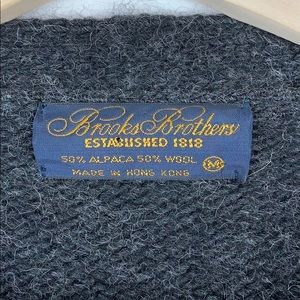 Brooks Brothers
ESTABLISHED 1818
50% ALPACA 50% WOOL M
MADE IN HONG KONG